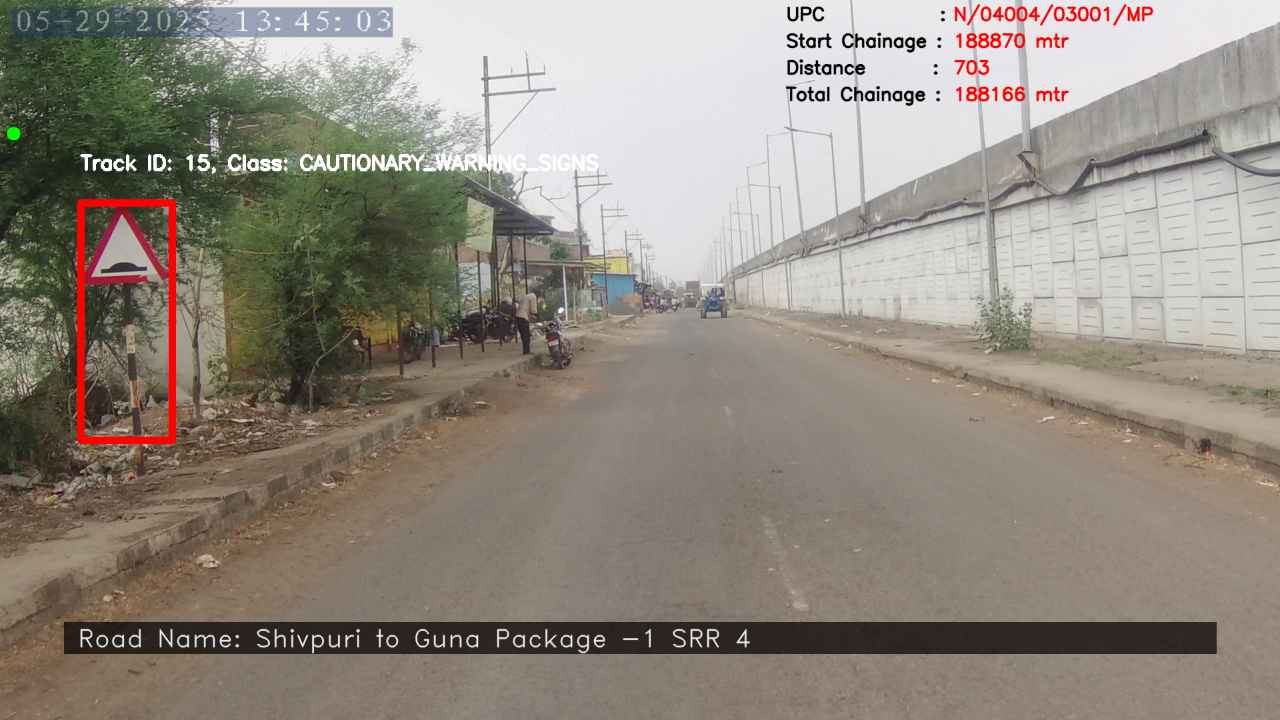 05-29-2025 13:45:03
UPC : N/04004/03001/MP
Start Chainage : 188870 mtr
Distance : 703
Total Chainage : 188166 mtr
Track ID: 15, Class: CAUTIONARY_WARNING_SIGNS
Road Name: Shivpuri to Guna Package -1 SRR 4